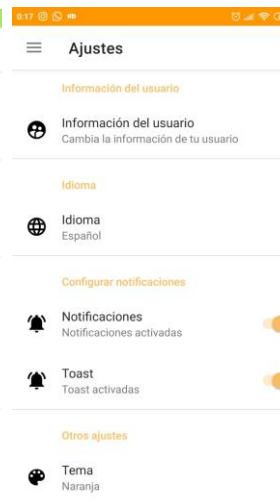 0:17
Ajustes
Información del usuario
Información del usuario
Cambia la información de tu usuario
Idioma
Idioma
Español
Configurar notificaciones
Notificaciones
Notificaciones activadas
Toast
Toast activadas
Otros ajustes
Tema
Naranja